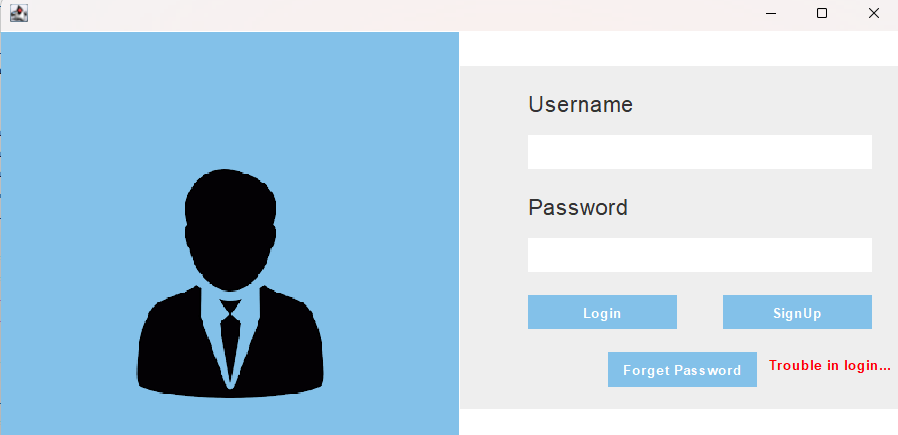 Username
Password
Login
SignUp
Forget Password
Trouble in login...